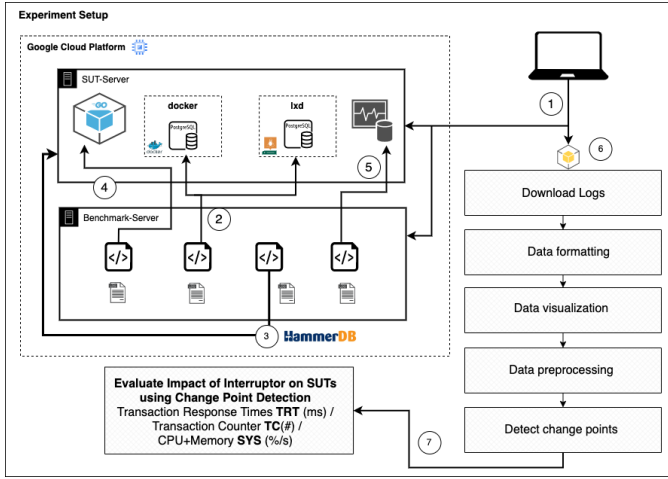 Experiment Setup
Google Cloud Platform
SUT-Server
GO
docker
PostgreSQL
docker
lxd
PostgreSQL
1
6
4
5
2
Download Logs
Benchmark-Server
</>
</>
</>
</>
Data formatting
Data visualization
3
HammerDB
Data preprocessing
Evaluate Impact of Interruptor on SUTs
using Change Point Detection
Transaction Response Times TRT (ms) /
Transaction Counter TC(#) /
CPU+Memory SYS (%/s)
7
Detect change points